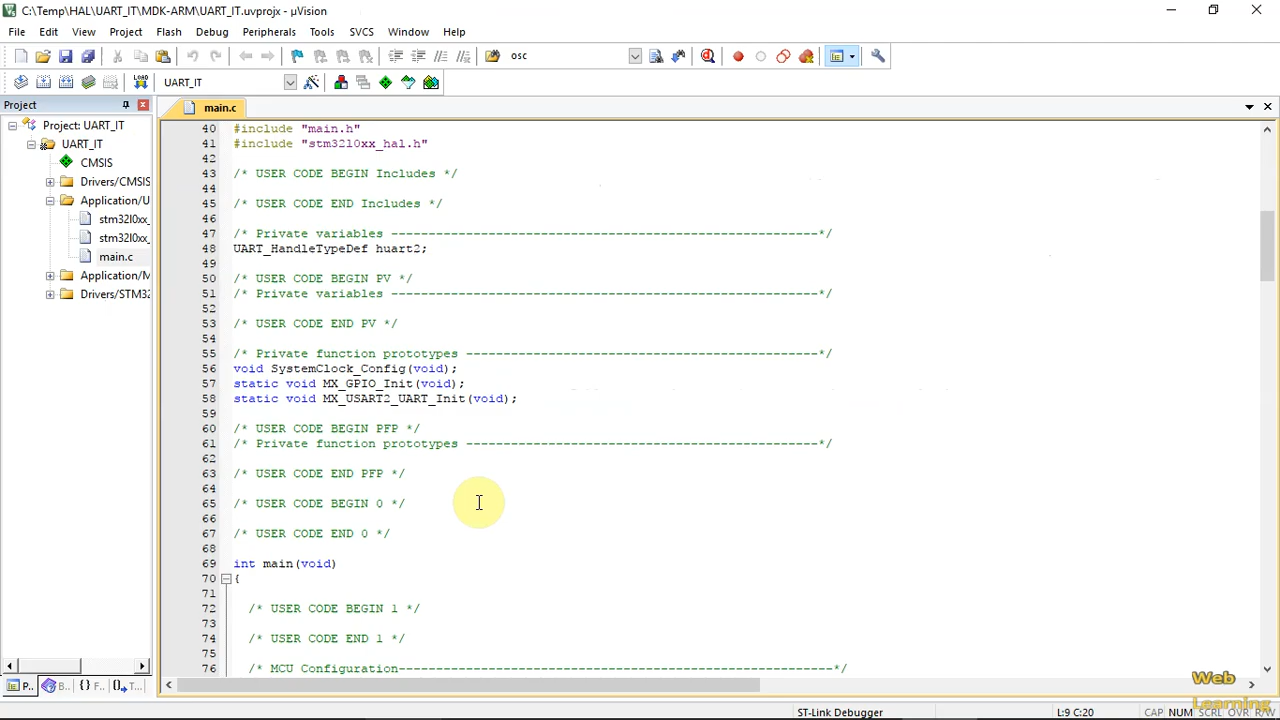 C:\Temp\HAL\UART_IT\MDK-ARM\UART_IT.uvprojx - µVision
File Edit View Project Flash Debug Peripherals Tools SVCS Window Help
osc
LOAD UART_IT
Project
main.c
Project: UART_IT
UART_IT
CMSIS
Drivers/CMSIS
Application/U
stm32l0xx_
stm32l0xx_
main.c
Application/M
Drivers/STM32
40 #include "main.h"
41 #include "stm32l0xx_hal.h"
42
43 /* USER CODE BEGIN Includes */
44
45 /* USER CODE END Includes */
46
47 /* Private variables ---------------------------------------------------------*/
48 UART_HandleTypeDef huart2;
49
50 /* USER CODE BEGIN PV */
51 /* Private variables ---------------------------------------------------------*/
52
53 /* USER CODE END PV */
54
55 /* Private function prototypes -----------------------------------------------*/
56 void SystemClock_Config(void);
57 static void MX_GPIO_Init(void);
58 static void MX_USART2_UART_Init(void);
59
60 /* USER CODE BEGIN PFP */
61 /* Private function prototypes -----------------------------------------------*/
62
63 /* USER CODE END PFP */
64
65 /* USER CODE BEGIN 0 */
66
67 /* USER CODE END 0 */
68
69 int main(void)
70 {
71
72 /* USER CODE BEGIN 1 */
73
74 /* USER CODE END 1 */
75
76 /* MCU Configuration----------------------------------------------------------*/
P... B... {} F... T...
Web
Learning
ST-Link Debugger L:9 C:20 CAP NUM SCRL OVR R/W